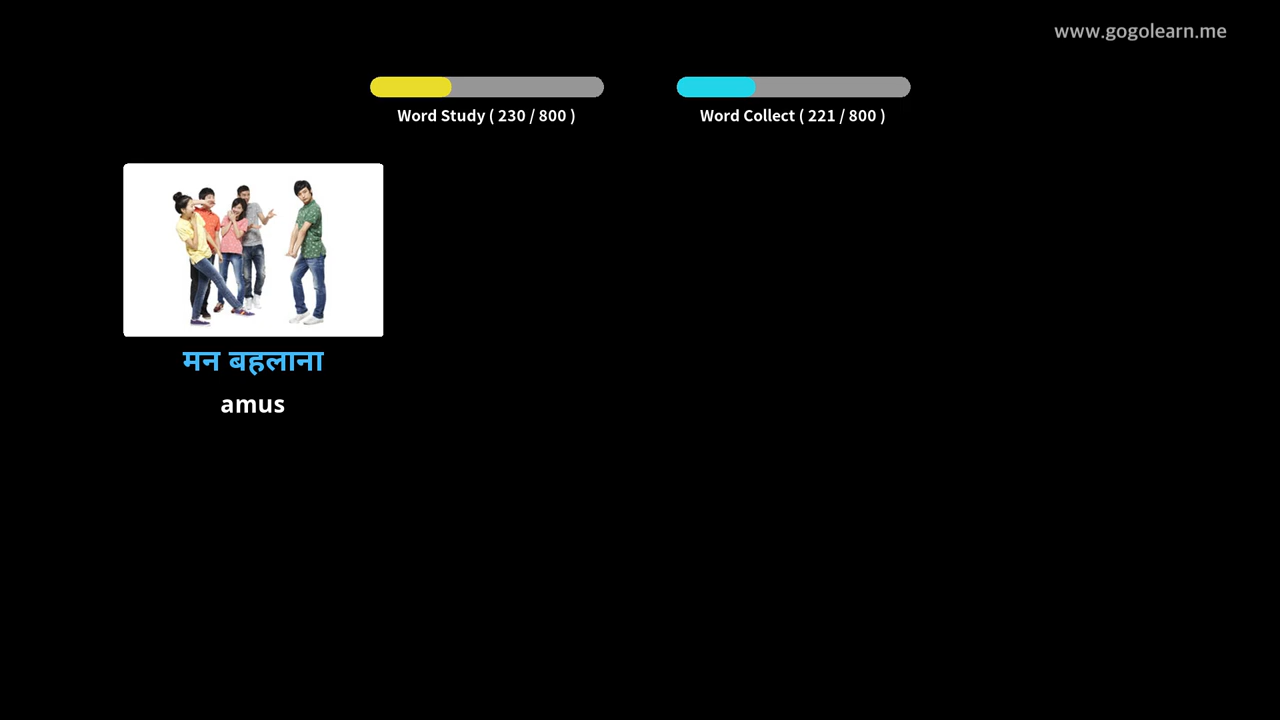 www.gogolearn.me
Word Study ( 230 / 800 )
Word Collect ( 221 / 800 )
मन बहलाना
amus